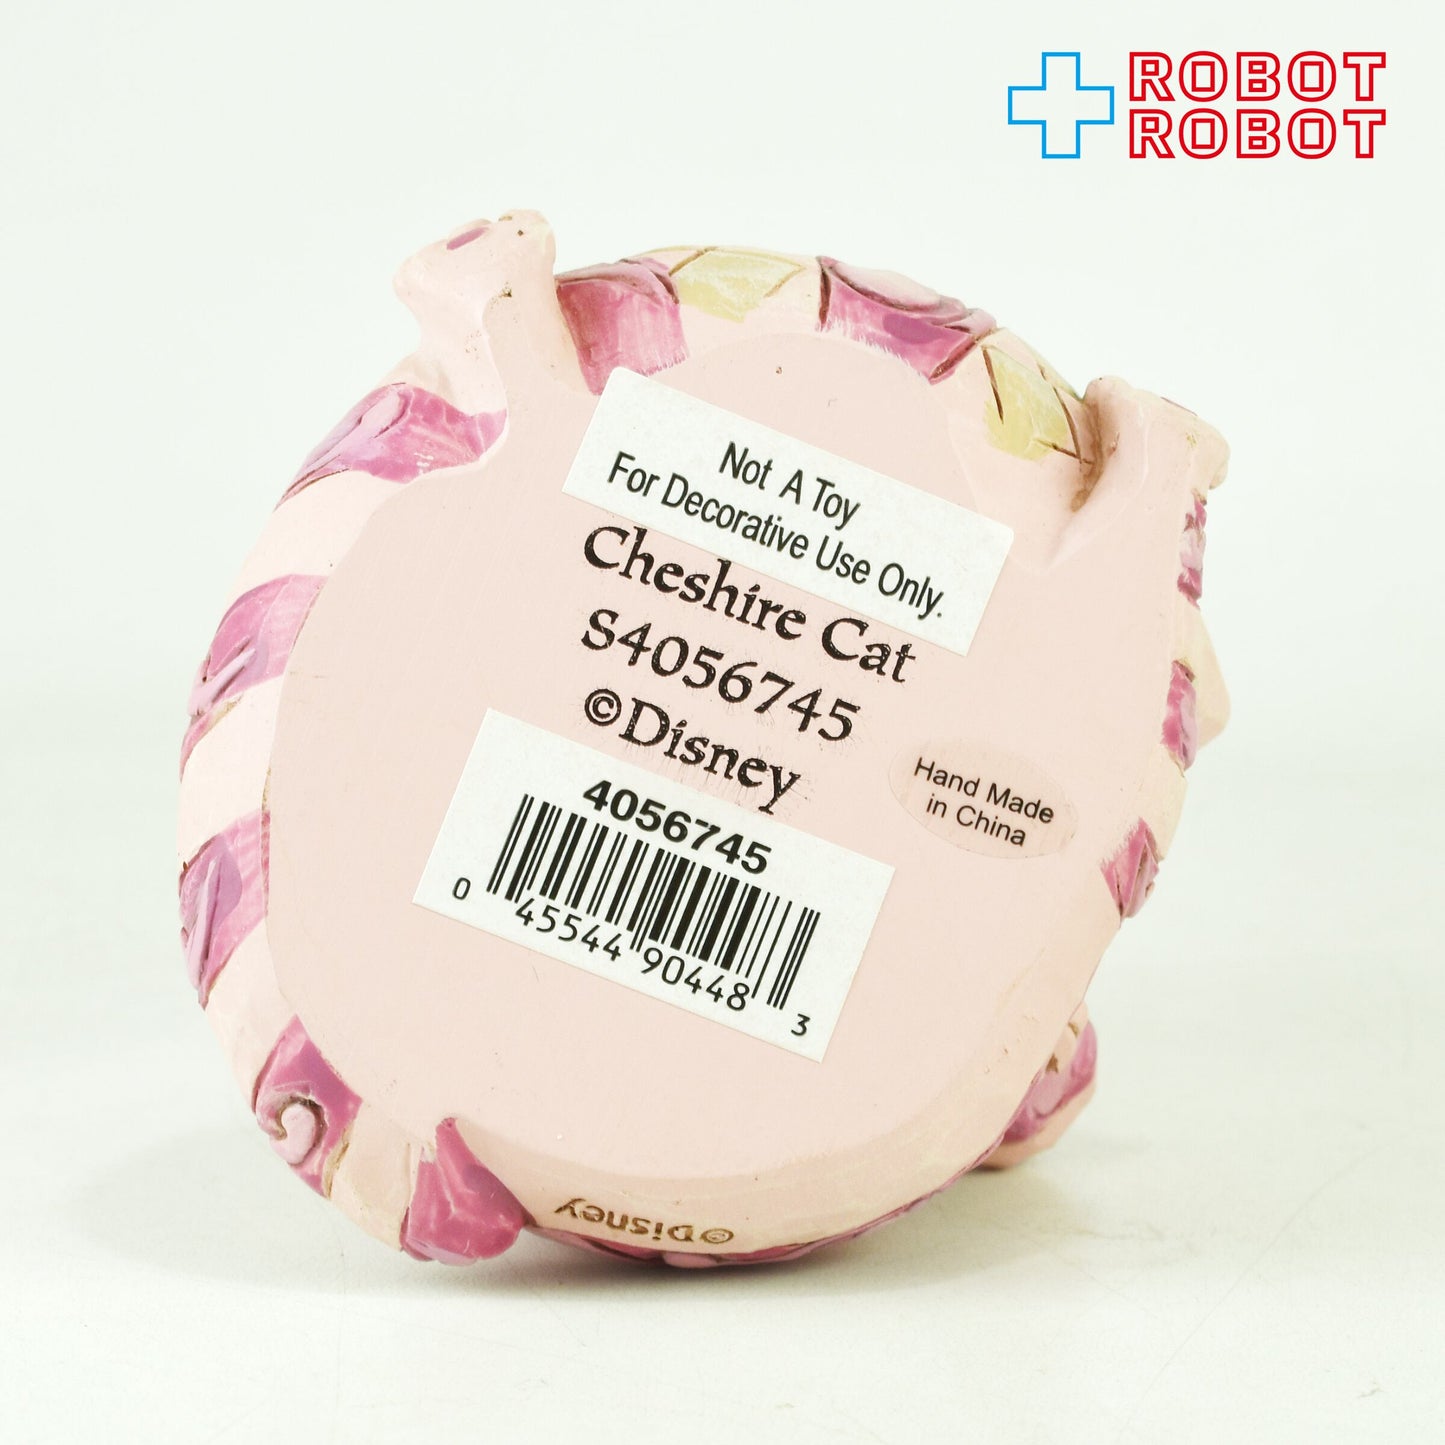 ROBOT
ROBOT
Not A Toy
For Decorative Use Only.
Cheshire Cat
S4056745
©Disney
Hand Made
in China
4056745
0 45544 90448 3
©Disney